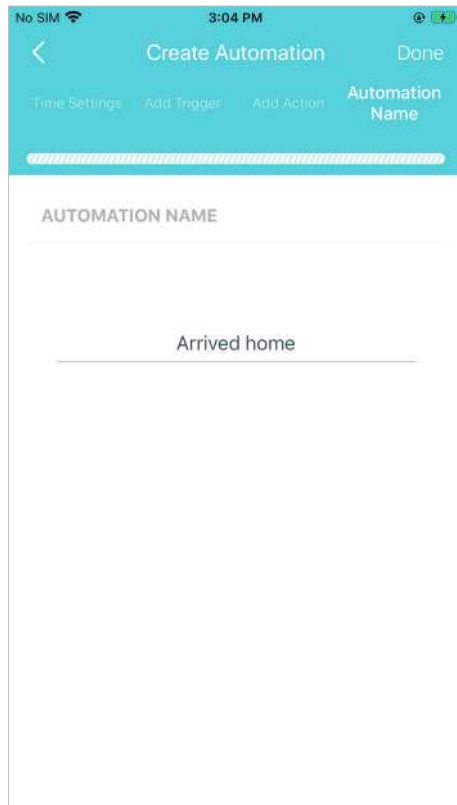 No SIM 3:04 PM
Create Automation Done
Time Settings Add Trigger Add Action Automation Name
AUTOMATION NAME
Arrived home